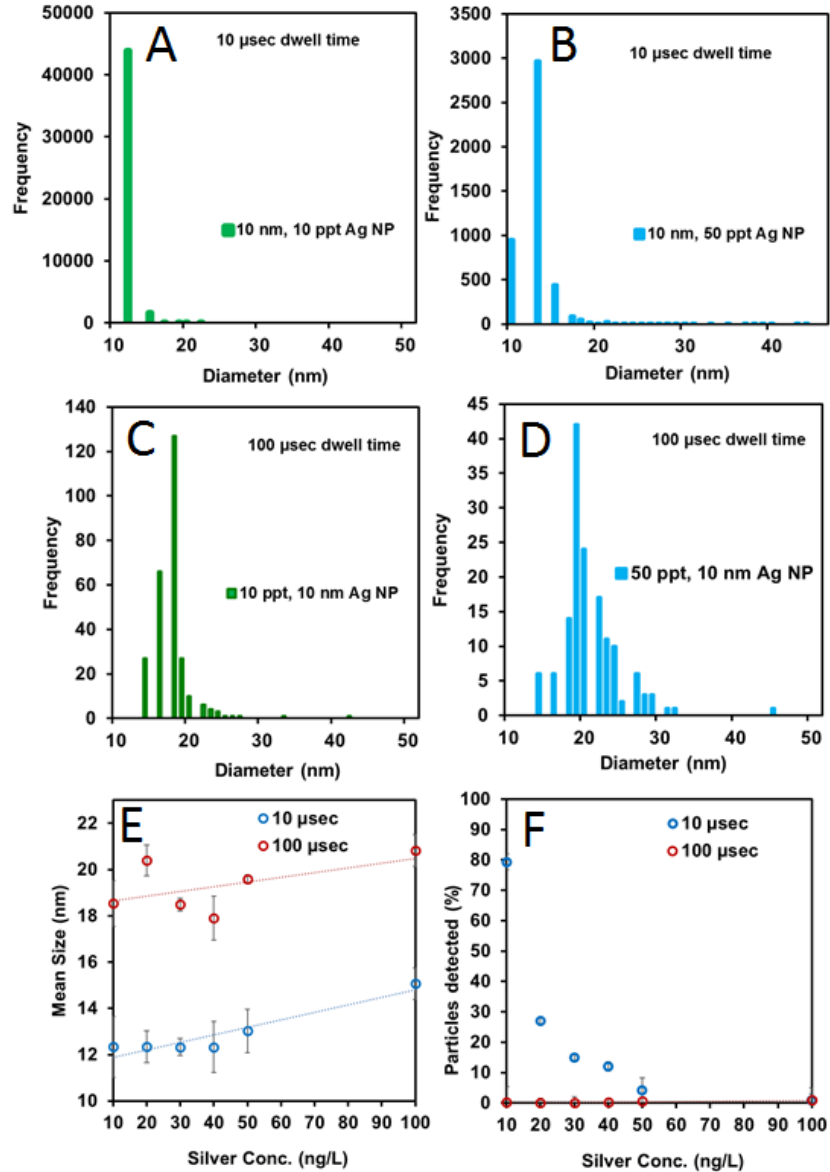 A
10 µsec dwell time
50000
40000
30000
20000
10000
0
Frequency
10 nm, 10 ppt Ag NP
10 20 30 40 50
Diameter (nm)
B
10 µsec dwell time
3500
3000
2500
2000
1500
1000
500
0
Frequency
10 nm, 50 ppt Ag NP
10 20 30 40
Diameter (nm)
C
100 µsec dwell time
140
120
100
80
60
40
20
0
Frequency
10 ppt, 10 nm Ag NP
10 20 30 40 50
Diameter (nm)
D
100 µsec dwell time
45
40
35
30
25
20
15
10
5
0
Frequency
50 ppt, 10 nm Ag NP
10 20 30 40 50
Diameter (nm)
E
10 µsec
100 µsec
22
20
18
16
14
12
10
Mean Size (nm)
10 20 30 40 50 60 70 80 90 100
Silver Conc. (ng/L)
F
10 µsec
100 µsec
100
90
80
70
60
50
40
30
20
10
0
Particles detected (%)
10 20 30 40 50 60 70 80 90 100
Silver Conc. (ng/L)